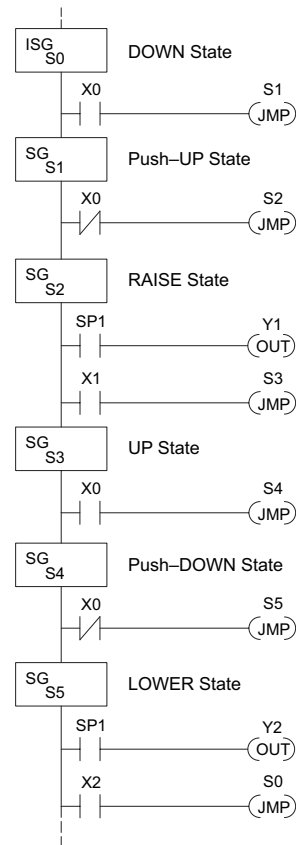 ISG
S0
DOWN State
X0
S1
JMP
SG
S1
Push–UP State
X0
S2
JMP
SG
S2
RAISE State
SP1
Y1
OUT
X1
S3
JMP
SG
S3
UP State
X0
S4
JMP
SG
S4
Push–DOWN State
X0
S5
JMP
SG
S5
LOWER State
SP1
Y2
OUT
X2
S0
JMP